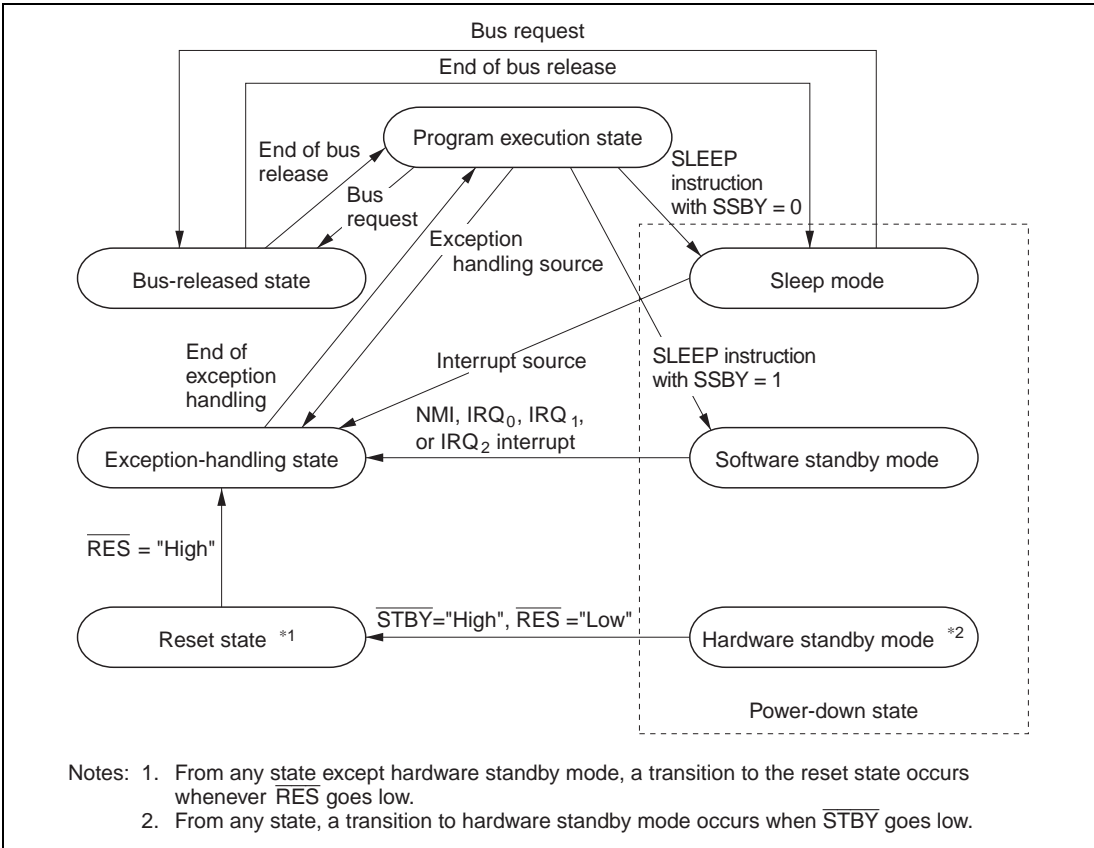 Bus request
End of bus release
Program execution state
End of bus
release
SLEEP
instruction
with SSBY = 0
Bus
request
Exception
handling source
Bus-released state
Sleep mode
End of
exception
handling
Interrupt source
SLEEP instruction
with SSBY = 1
NMI, IRQ₀, IRQ₁,
or IRQ₂ interrupt
Exception-handling state
Software standby mode
R̅E̅S̅ = "High"
S̅T̅B̅Y̅="High", R̅E̅S̅ ="Low"
Reset state *1
Hardware standby mode *2
Power-down state
Notes: 1. From any state except hardware standby mode, a transition to the reset state occurs
whenever R̅E̅S̅ goes low.
2. From any state, a transition to hardware standby mode occurs when S̅T̅B̅Y̅ goes low.